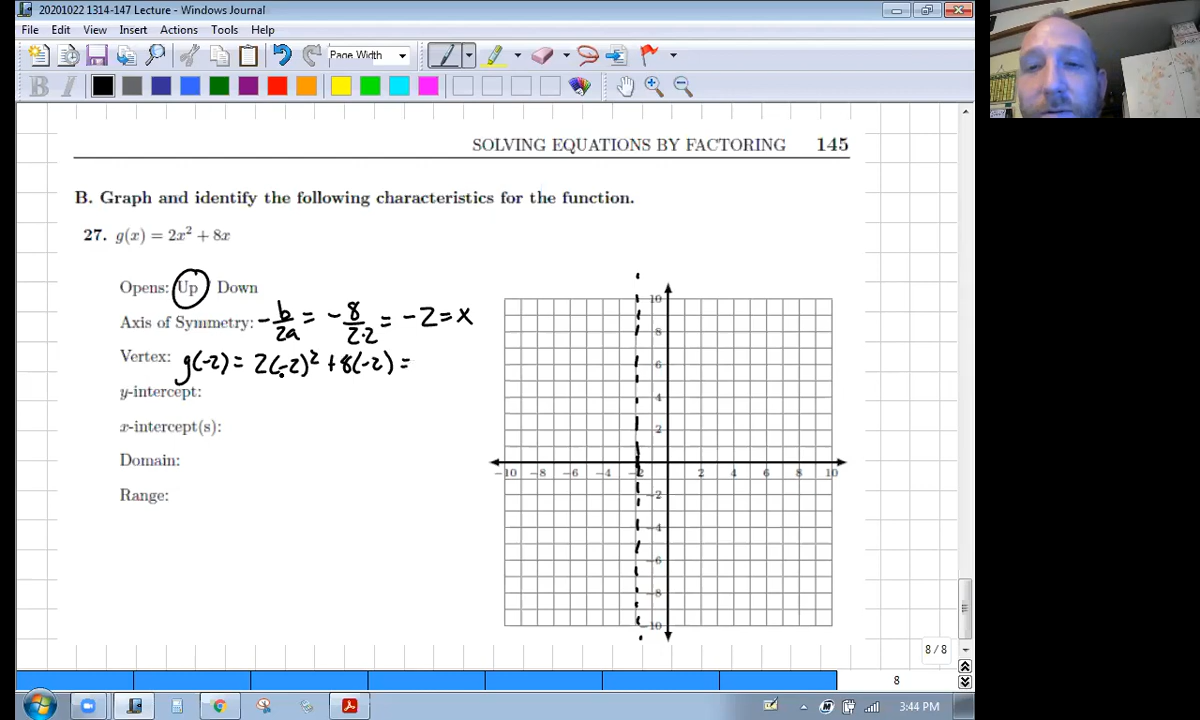 20201022 1314-147 Lecture - Windows Journal
File Edit View Insert Actions Tools Help
Page Width
B I
SOLVING EQUATIONS BY FACTORING 145
B. Graph and identify the following characteristics for the function.
27. g(x) = 2x² + 8x
Opens: Up Down
Axis of Symmetry: -b/2a = -8/2·2 = -2 = x
Vertex: g(-2) = 2(-2)² + 8(-2) =
y-intercept:
x-intercept(s):
Domain:
Range:
10
8
6
4
2
-10 -8 -6 -4 -2 2 4 6 8 10
-2
-4
-6
-8
-10
8 / 8
8
3:44 PM